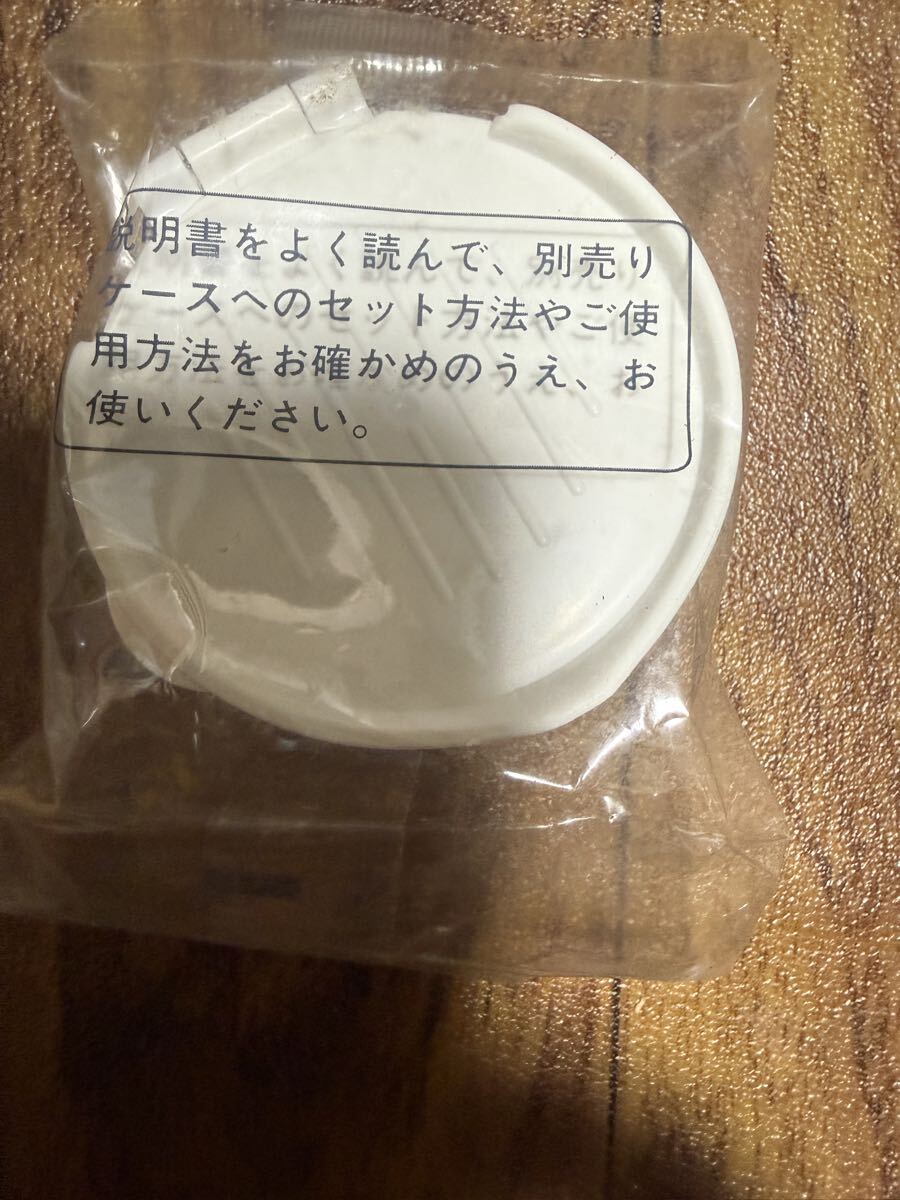 説明書をよく読んで、別売り
ケースへのセット方法やご使
用方法をお確かめのうえ、お
使いください。